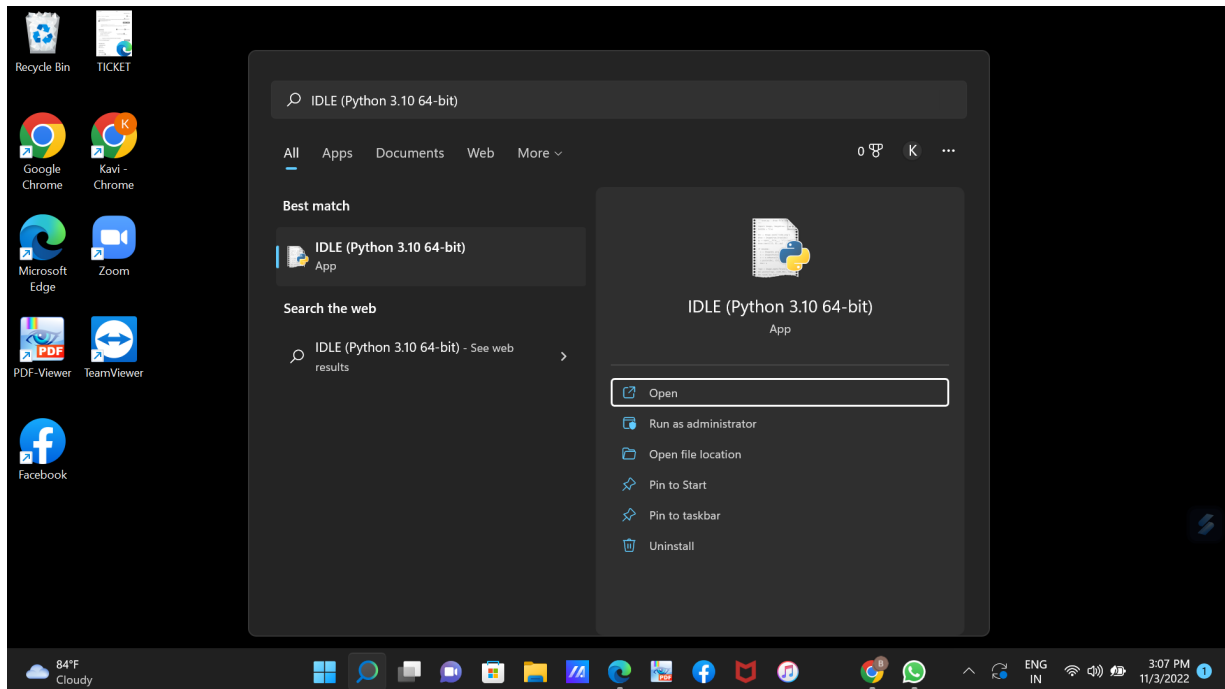 Recycle Bin
TICKET
Google
Chrome
K
Kavi -
Chrome
Microsoft
Edge
Zoom
PDF
PDF-Viewer
TeamViewer
Facebook
IDLE (Python 3.10 64-bit)
All Apps Documents Web More
0
K
Best match
IDLE (Python 3.10 64-bit)
App
Search the web
IDLE (Python 3.10 64-bit) - See web
results
IDLE (Python 3.10 64-bit)
App
Open
Run as administrator
Open file location
Pin to Start
Pin to taskbar
Uninstall
84°F
Cloudy
PDF
B
ENG
IN
3:07 PM
11/3/2022
1